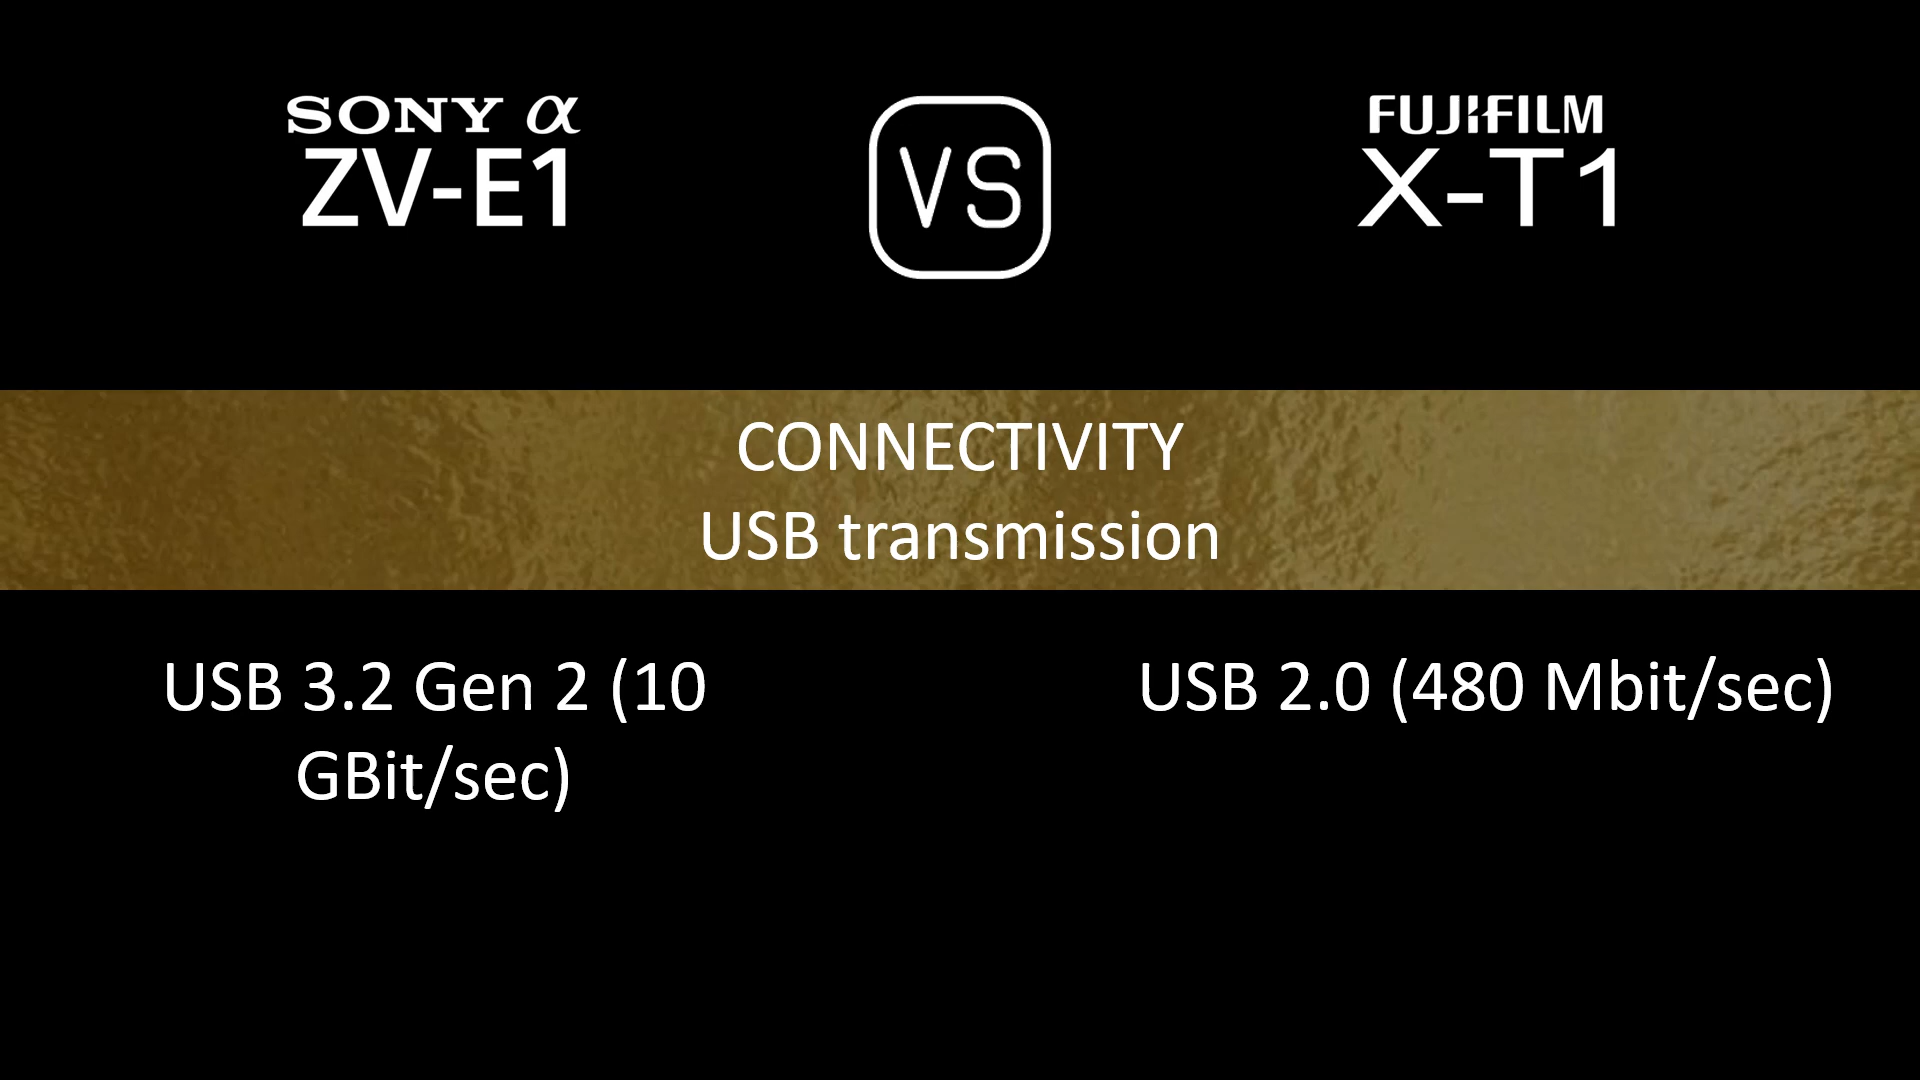 SONY α
ZV-E1
VS
FUJIFILM
X-T1
CONNECTIVITY
USB transmission
USB 3.2 Gen 2 (10
GBit/sec)
USB 2.0 (480 Mbit/sec)